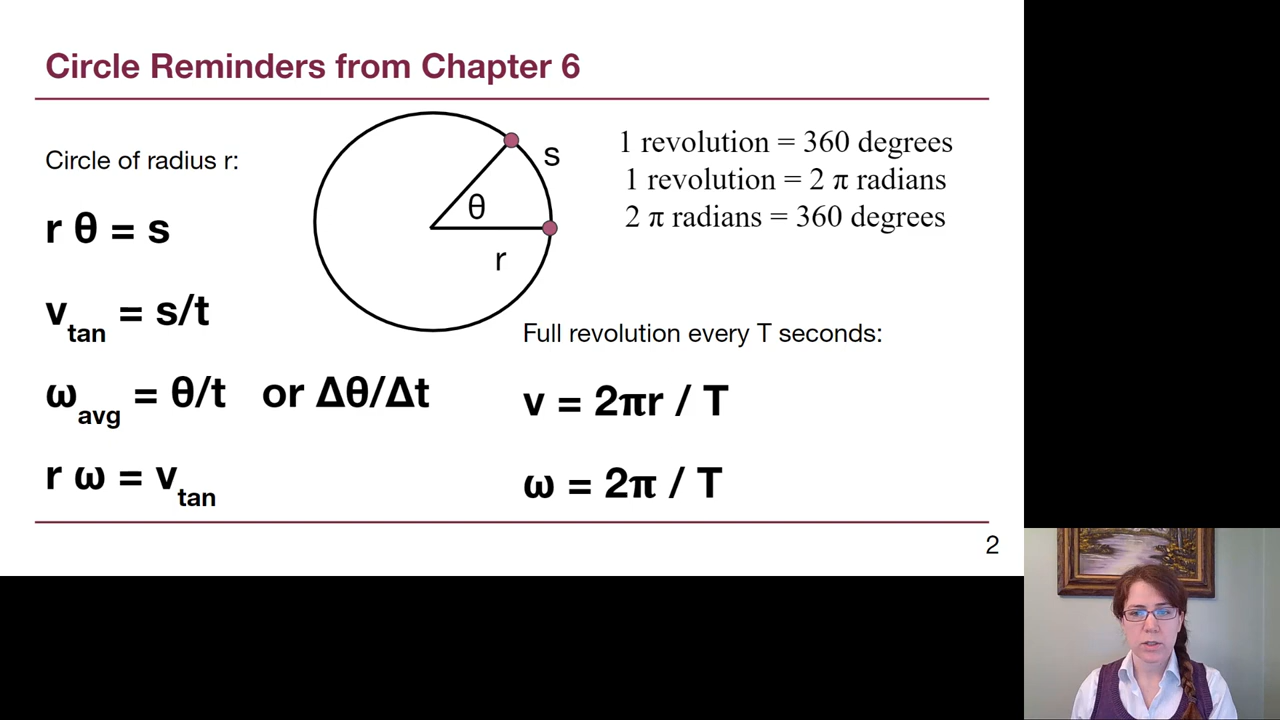 Circle Reminders from Chapter 6
Circle of radius r:
r θ = s
v_tan = s/t
ω_avg = θ/t or Δθ/Δt
r ω = v_tan
s
θ
r
1 revolution = 360 degrees
1 revolution = 2 π radians
2 π radians = 360 degrees
Full revolution every T seconds:
v = 2πr / T
ω = 2π / T
2